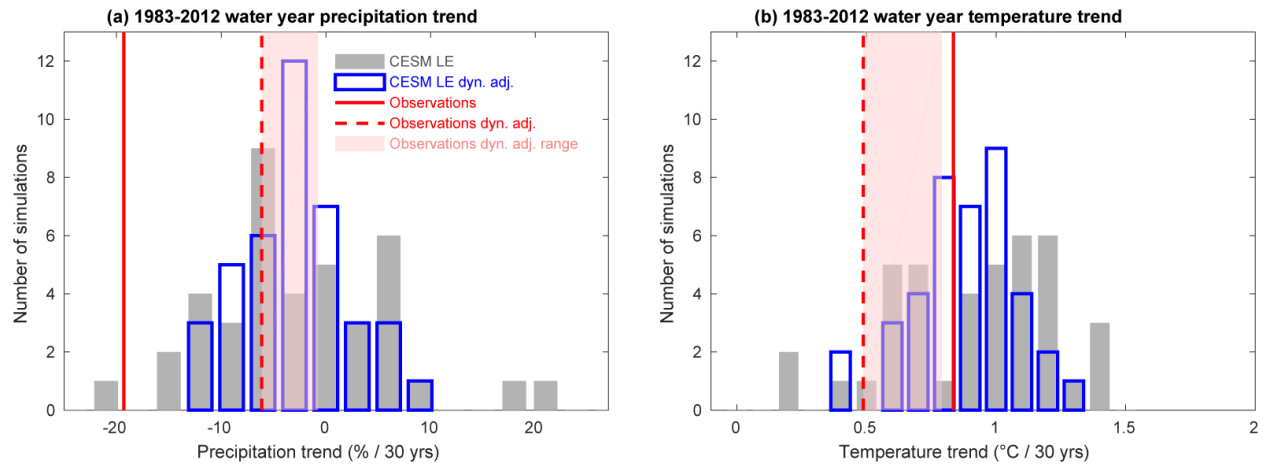 (a) 1983-2012 water year precipitation trend
12
10
8
6
4
2
0
Number of simulations
CESM LE
CESM LE dyn. adj.
Observations
Observations dyn. adj.
Observations dyn. adj. range
-20 -10 0 10 20
Precipitation trend (% / 30 yrs)
(b) 1983-2012 water year temperature trend
12
10
8
6
4
2
0
Number of simulations
0 0.5 1 1.5 2
Temperature trend (°C / 30 yrs)